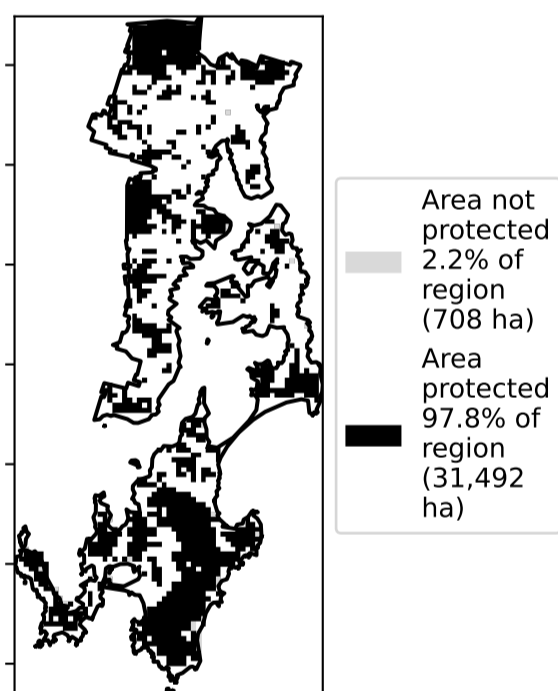 Area not
protected
2.2% of
region
(708 ha)
Area
protected
97.8% of
region
(31,492
ha)